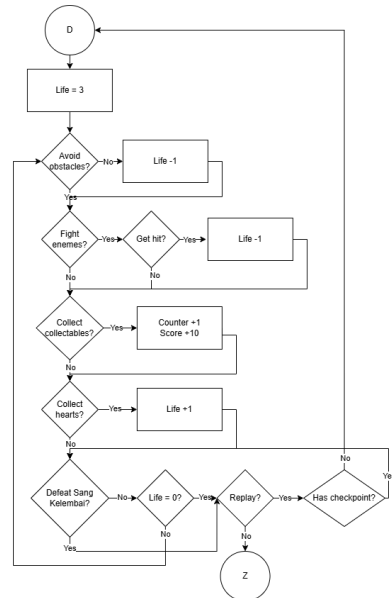 D
Life = 3
Avoid
obstacles?
No
Life -1
Yes
Fight
enemes?
Yes
Get hit?
Yes
Life -1
No
No
Collect
collectables?
Yes
Counter +1
Score +10
No
Collect
hearts?
Yes
Life +1
No
No
Yes
Defeat Sang
Kelembai?
No
Life = 0?
Yes
Replay?
Yes
Has checkpoint?
Yes
No
No
Z